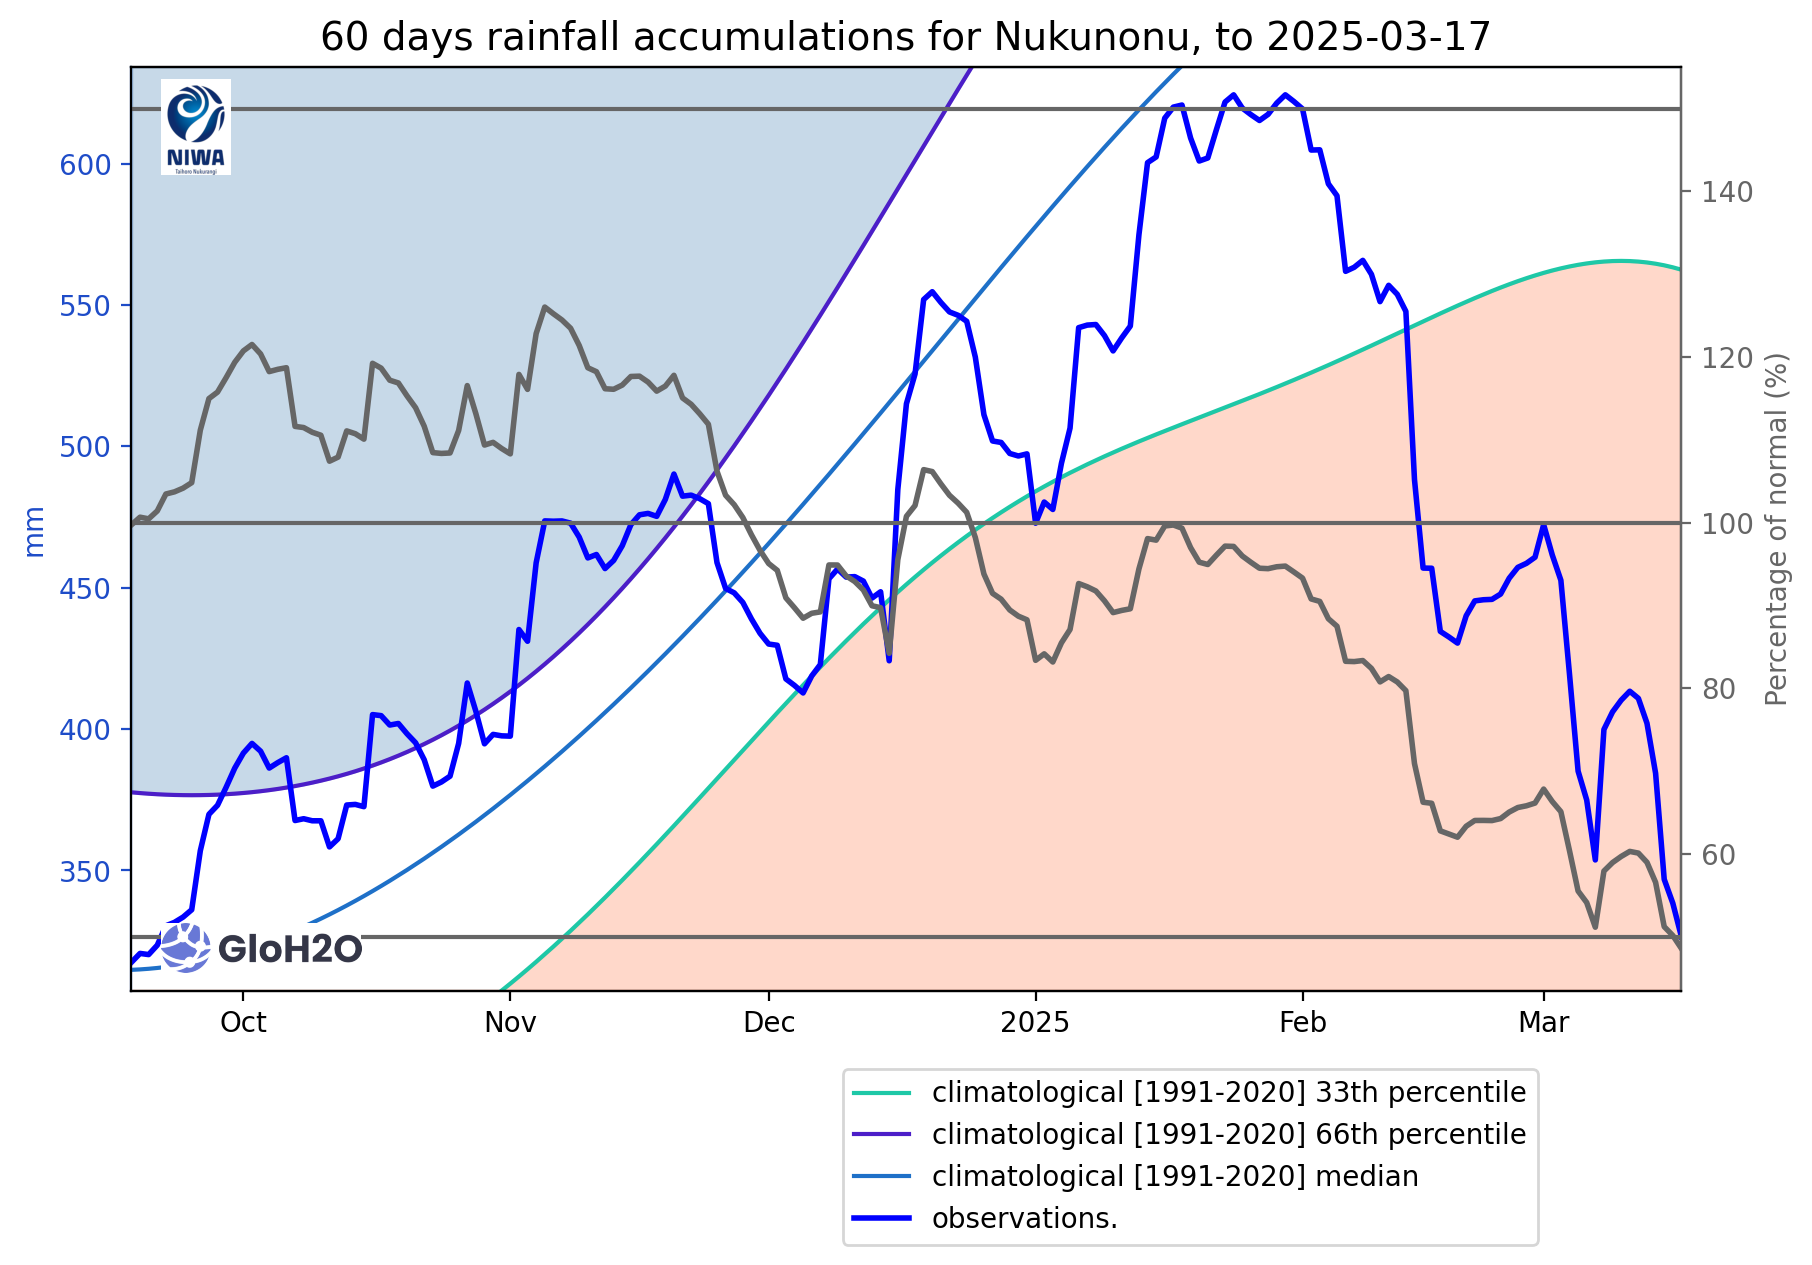 60 days rainfall accumulations for Nukunonu, to 2025-03-17
NIWA
Taihoro Nukurangi
600
550
500
450
400
350
mm
140
120
100
80
60
Percentage of normal (%)
GloH2O
Oct
Nov
Dec
2025
Feb
Mar
climatological [1991-2020] 33th percentile
climatological [1991-2020] 66th percentile
climatological [1991-2020] median
observations.